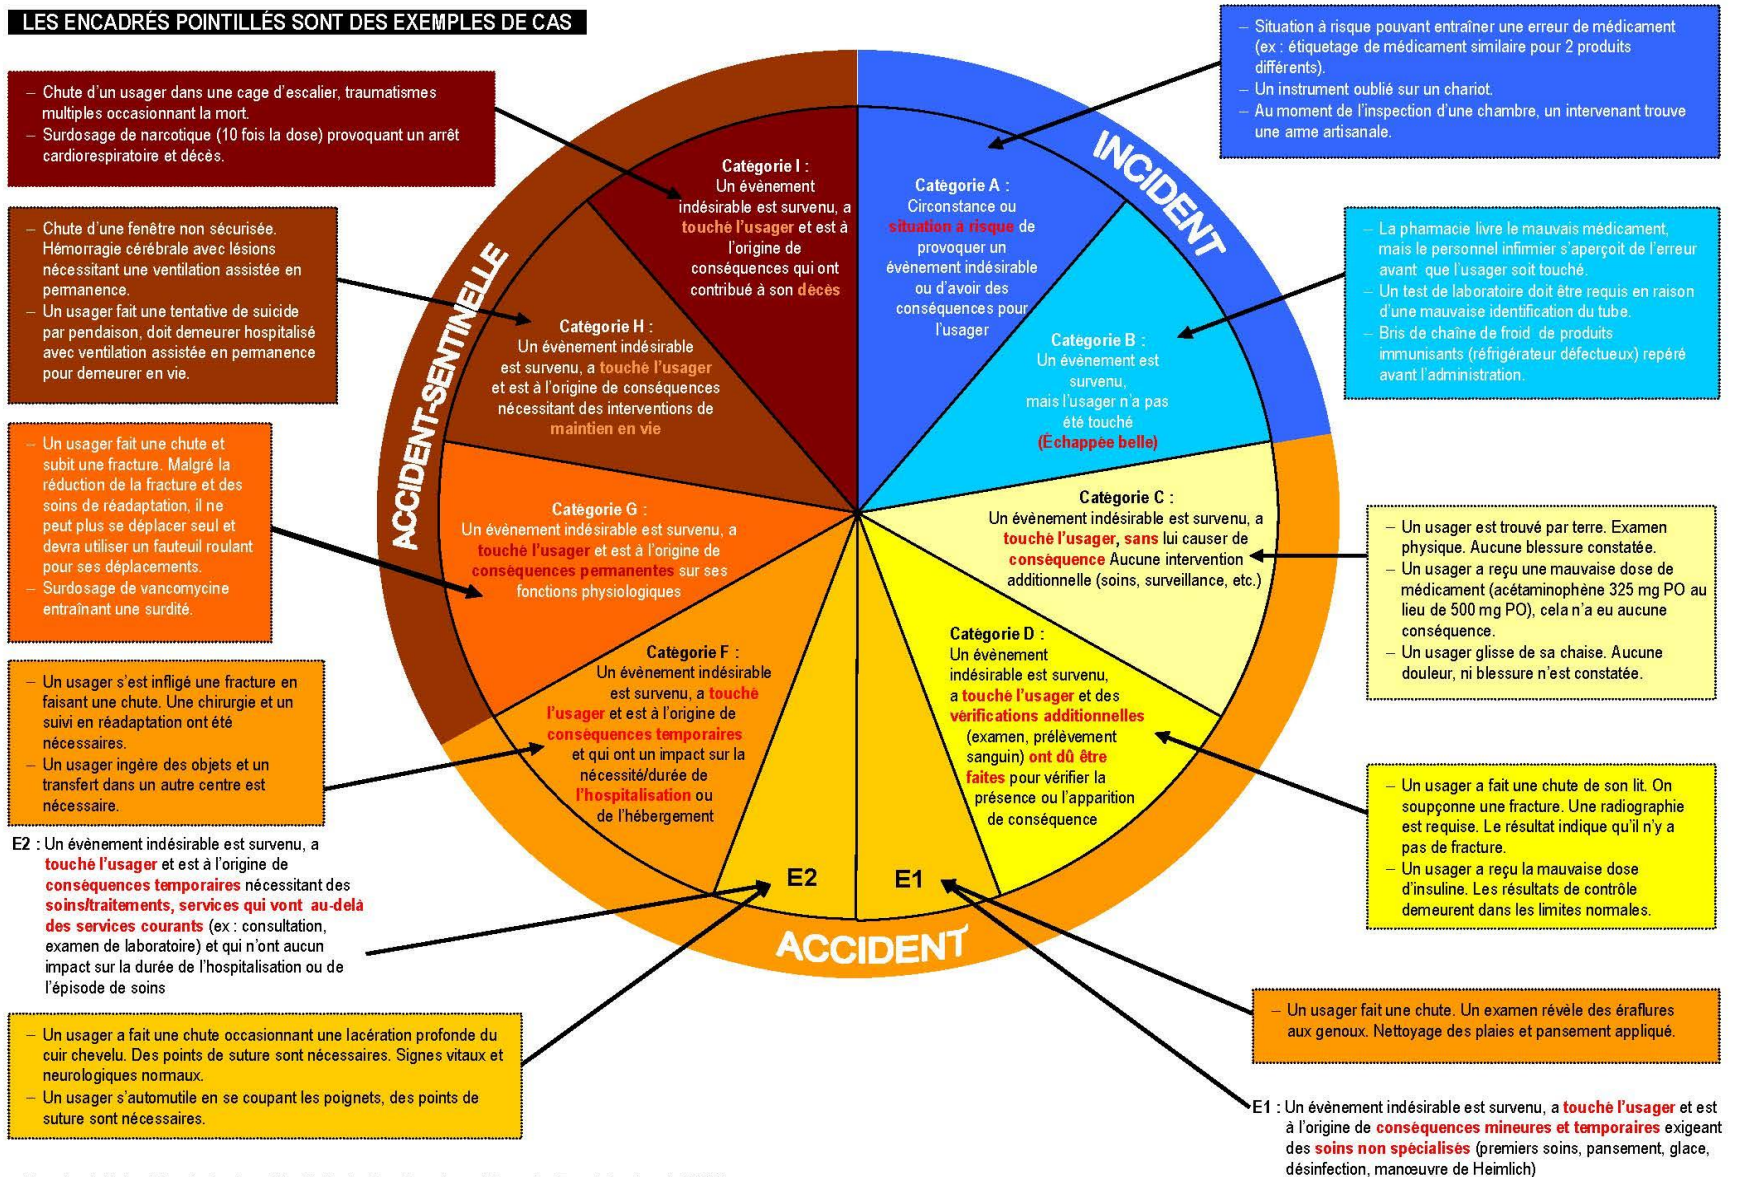 LES ENCADRÉS POINTILLÉS SONT DES EXEMPLES DE CAS
– Chute d'un usager dans une cage d'escalier, traumatismes
multiples occasionnant la mort.
– Surdosage de narcotique (10 fois la dose) provoquant un arrêt
cardiorespiratoire et décès.
– Chute d'une fenêtre non sécurisée.
Hémorragie cérébrale avec lésions
nécessitant une ventilation assistée en
permanence.
– Un usager fait une tentative de suicide
par pendaison, doit demeurer hospitalisé
avec ventilation assistée en permanence
pour demeurer en vie.
– Un usager fait une chute et
subit une fracture. Malgré la
réduction de la fracture et des
soins de réadaptation, il ne
peut plus se déplacer seul et
devra utiliser un fauteuil roulant
pour ses déplacements.
– Surdosage de vancomycine
entraînant une surdité.
– Un usager s'est infligé une fracture en
faisant une chute. Une chirurgie et un
suivi en réadaptation ont été
nécessaires.
– Un usager ingère des objets et un
transfert dans un autre centre est
nécessaire.
E2 : Un évènement indésirable est survenu, a
touché l'usager et est à l'origine de
conséquences temporaires nécessitant des
soins/traitements, services qui vont au-delà
des services courants (ex : consultation,
examen de laboratoire) et qui n'ont aucun
impact sur la durée de l'hospitalisation ou de
l'épisode de soins
– Un usager a fait une chute occasionnant une lacération profonde du
cuir chevelu. Des points de suture sont nécessaires. Signes vitaux et
neurologiques normaux.
– Un usager s'automutile en se coupant les poignets, des points de
suture sont nécessaires.
ACCIDENT-SENTINELLE
INCIDENT
ACCIDENT
Catégorie I :
Un évènement
indésirable est survenu, a
touché l'usager et est à
l'origine de
conséquences qui ont
contribué à son décès
Catégorie A :
Circonstance ou
situation à risque de
provoquer un
évènement indésirable
ou d'avoir des
conséquences pour
l'usager
Catégorie H :
Un évènement indésirable
est survenu, a touché l'usager
et est à l'origine de conséquences
nécessitant des interventions de
maintien en vie
Catégorie B :
Un évènement est
survenu,
mais l'usager n'a pas
été touché
(Échappée belle)
Catégorie G :
Un évènement indésirable est survenu, a
touché l'usager et est à l'origine de
conséquences permanentes sur ses
fonctions physiologiques
Catégorie C :
Un évènement indésirable est survenu, a
touché l'usager, sans lui causer de
conséquence Aucune intervention
additionnelle (soins, surveillance, etc.)
Catégorie F :
Un évènement indésirable
est survenu, a touché
l'usager et est à l'origine de
conséquences temporaires
et qui ont un impact sur la
nécessité/durée de
l'hospitalisation ou
de l'hébergement
Catégorie D :
Un évènement
indésirable est survenu,
a touché l'usager et des
vérifications additionnelles
(examen, prélèvement
sanguin) ont dû être
faites pour vérifier la
présence ou l'apparition
de conséquence
E2
E1
– Situation à risque pouvant entraîner une erreur de médicament
(ex : étiquetage de médicament similaire pour 2 produits
différents).
– Un instrument oublié sur un chariot.
– Au moment de l'inspection d'une chambre, un intervenant trouve
une arme artisanale.
– La pharmacie livre le mauvais médicament,
mais le personnel infirmier s'aperçoit de l'erreur
avant que l'usager soit touché.
– Un test de laboratoire doit être requis en raison
d'une mauvaise identification du tube.
– Bris de chaîne de froid de produits
immunisants (réfrigérateur défectueux) repéré
avant l'administration.
– Un usager est trouvé par terre. Examen
physique. Aucune blessure constatée.
– Un usager a reçu une mauvaise dose de
médicament (acétaminophène 325 mg PO au
lieu de 500 mg PO), cela n'a eu aucune
conséquence.
– Un usager glisse de sa chaise. Aucune
douleur, ni blessure n'est constatée.
– Un usager a fait une chute de son lit. On
soupçonne une fracture. Une radiographie
est requise. Le résultat indique qu'il n'y a
pas de fracture.
– Un usager a reçu la mauvaise dose
d'insuline. Les résultats de contrôle
demeurent dans les limites normales.
– Un usager fait une chute. Un examen révèle des éraflures
aux genoux. Nettoyage des plaies et pansement appliqué.
E1 : Un évènement indésirable est survenu, a touché l'usager et est
à l'origine de conséquences mineures et temporaires exigeant
des soins non spécialisés (premiers soins, pansement, glace,
désinfection, manœuvre de Heimlich)